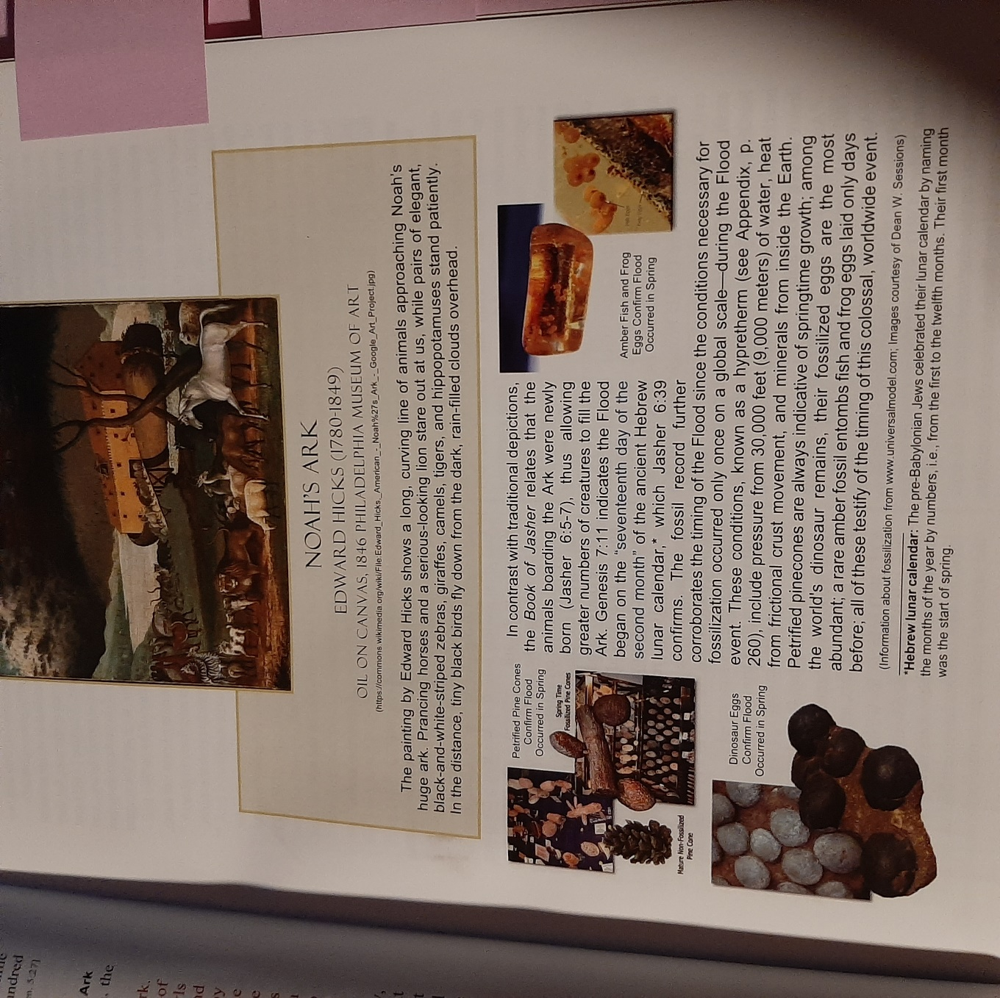 NOAH'S ARK
EDWARD HICKS (1780-1849)
OIL ON CANVAS, 1846 PHILADELPHIA MUSEUM OF ART
(https://commons.wikimedia.org/wiki/File:Edward_Hicks,_American_-_Noah%27s_Ark_-_Google_Art_Project.jpg)
The painting by Edward Hicks shows a long, curving line of animals approaching Noah's
huge ark. Prancing horses and a serious-looking lion stare out at us, while pairs of elegant,
black-and-white-striped zebras, giraffes, camels, tigers, and hippopotamuses stand patiently.
In the distance, tiny black birds fly down from the dark, rain-filled clouds overhead.
Petrified Pine Cones
Confirm Flood
Occurred in Spring
Spring Time
Fossilized Pine Cones
Mature Non-Fossilized
Pine Cone
Dinosaur Eggs
Confirm Flood
Occurred in Spring
In contrast with traditional depictions,
the Book of Jasher relates that the
animals boarding the Ark were newly
born (Jasher 6:5-7), thus allowing
greater numbers of creatures to fill the
Ark. Genesis 7:11 indicates the Flood
began on the "seventeenth day of the
second month" of the ancient Hebrew
lunar calendar,* which Jasher 6:39
confirms. The fossil record further
corroborates the timing of the Flood since the conditions necessary for
fossilization occurred only once on a global scale—during the Flood
event. These conditions, known as a hypretherm (see Appendix, p.
260), include pressure from 30,000 feet (9,000 meters) of water, heat
from frictional crust movement, and minerals from inside the Earth.
Petrified pinecones are always indicative of springtime growth; among
the world's dinosaur remains, their fossilized eggs are the most
abundant; a rare amber fossil entombs fish and frog eggs laid only days
before; all of these testify of the timing of this colossal, worldwide event.
Amber Fish and Frog
Eggs Confirm Flood
Occurred in Spring
(Information about fossilization from www.universalmodel.com; Images courtesy of Dean W. Sessions)
*Hebrew lunar calendar: The pre-Babylonian Jews celebrated their lunar calendar by naming
the months of the year by numbers, i.e., from the first to the twelfth months. Their first month
was the start of spring.
ndred
5:27]
Ark
, the
rk.
of